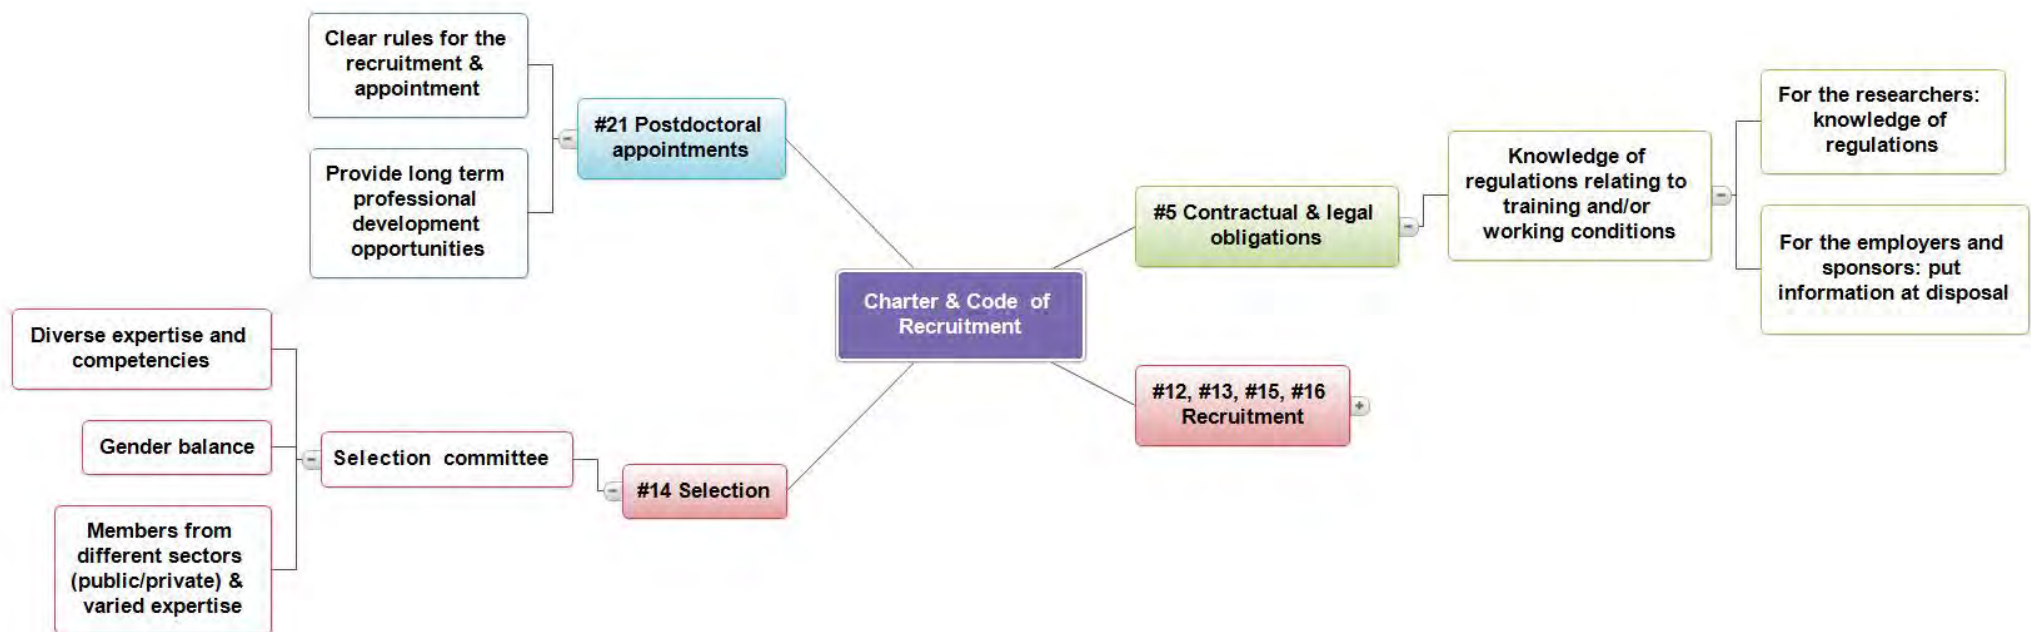 Clear rules for the
recruitment &
appointment
Provide long term
professional
development
opportunities
#21 Postdoctoral
appointments
Diverse expertise and
competencies
Gender balance
Members from
different sectors
(public/private) &
varied expertise
Selection committee
#14 Selection
Charter & Code of
Recruitment
#5 Contractual & legal
obligations
Knowledge of
regulations relating to
training and/or
working conditions
For the researchers:
knowledge of
regulations
For the employers and
sponsors: put
information at disposal
#12, #13, #15, #16
Recruitment